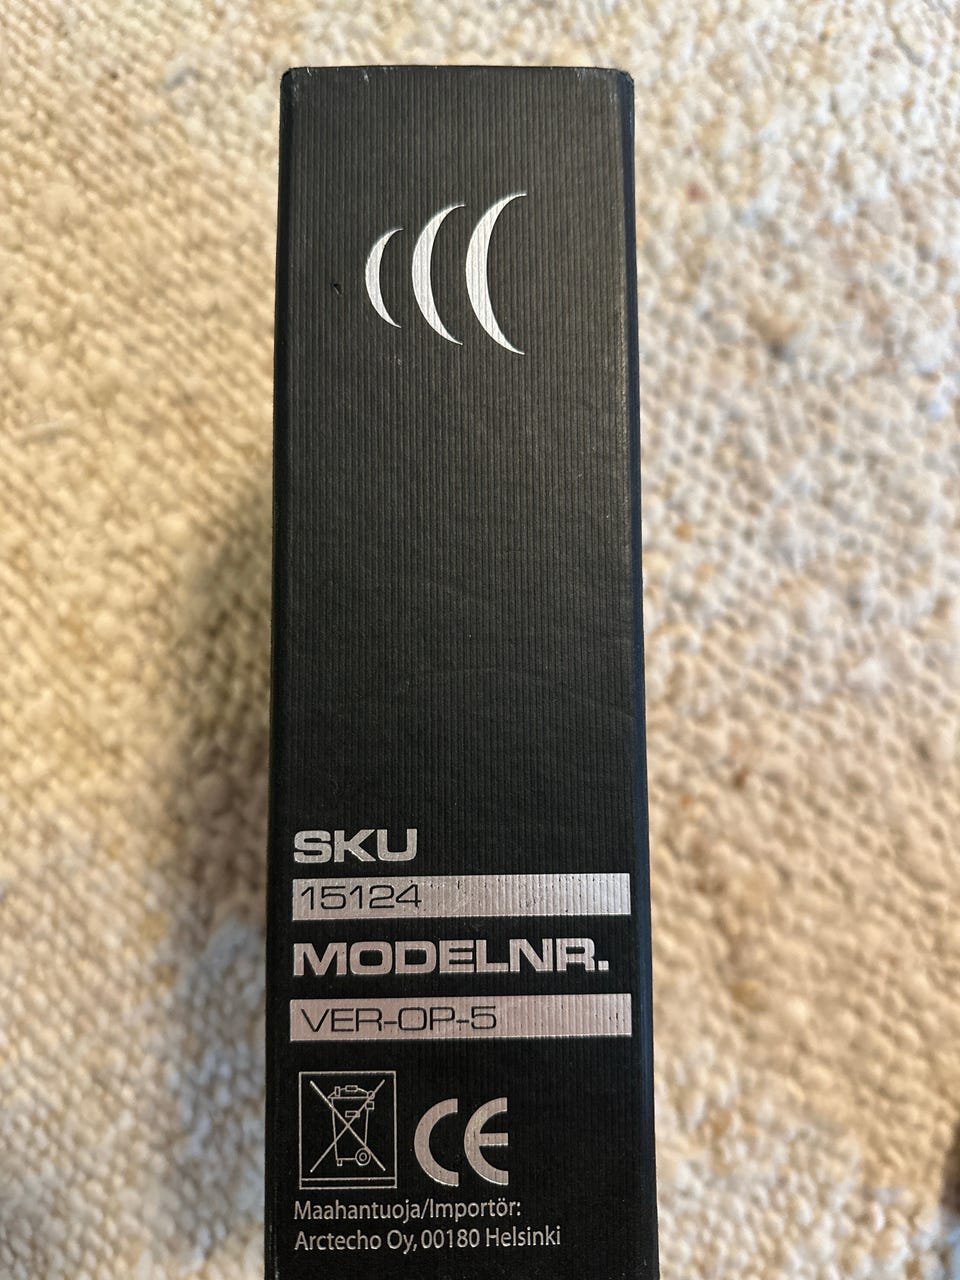 SKU
15124
MODELNR.
VER-OP-5
CE
Maahantuoja/Importör:
Arctecho Oy, 00180 Helsinki